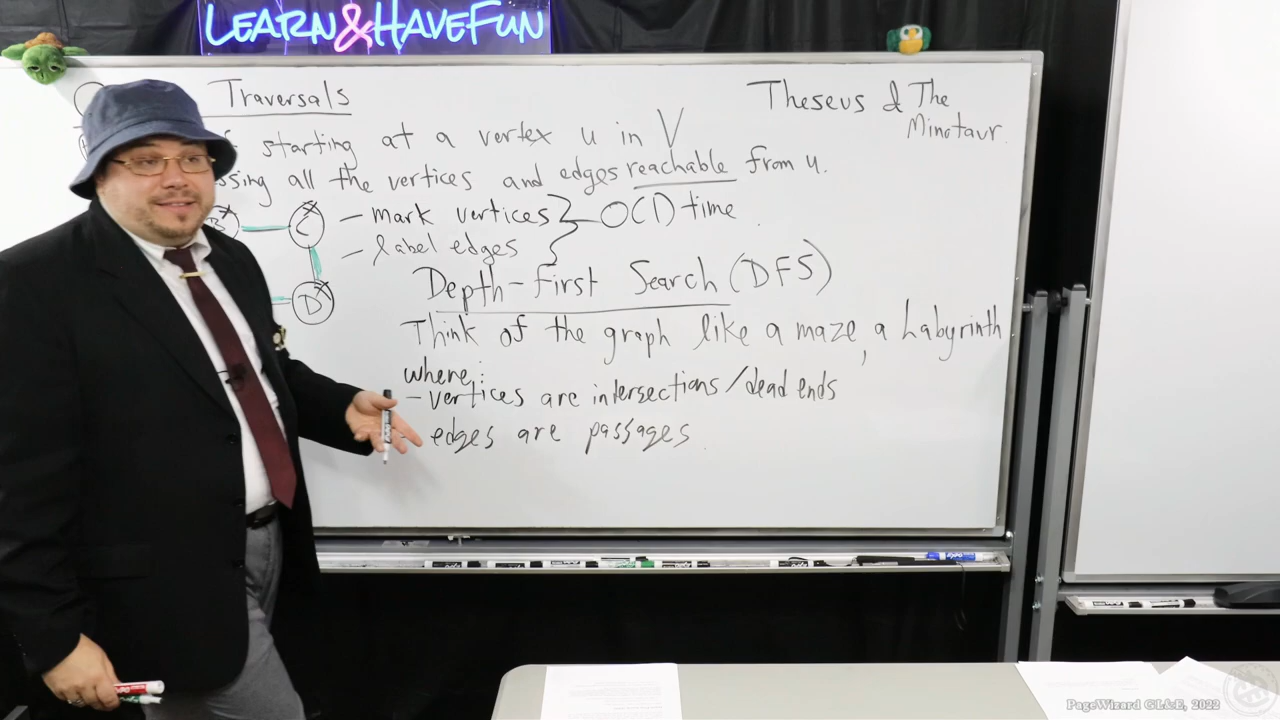 LEARN&HAVEFUN
Traversals
Theseus & The
Minotaur
starting at a vertex u in V
all the vertices and edges reachable from u.
B
C
- mark vertices } O(1) time
- label edges
D
Depth-First Search (DFS)
Think of the graph like a maze, a Labyrinth
where:
- vertices are intersections/dead ends
- edges are passages
PageWizard GL&E, 2022